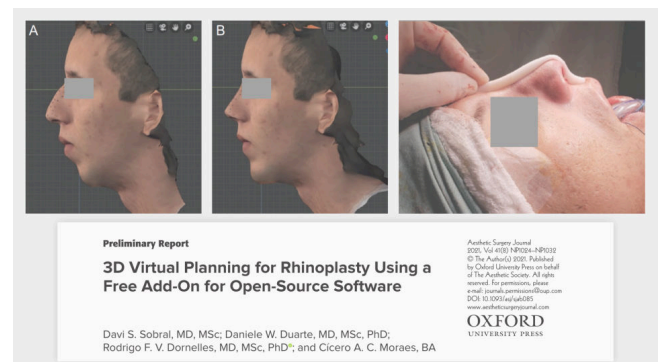 A
B
Preliminary Report
3D Virtual Planning for Rhinoplasty Using a
Free Add-On for Open-Source Software
Davi S. Sobral, MD, MSc; Daniele W. Duarte, MD, MSc, PhD;
Rodrigo F. V. Dornelles, MD, MSc, PhD; and Cícero A. C. Moraes, BA
Aesthetic Surgery Journal
2021, Vol 41(8) NP1024–NP1032
© The Author(s) 2021. Published
by Oxford University Press on behalf
of The Aesthetic Society. All rights
reserved. For permissions, please
e-mail: journals.permissions@oup.com
DOI: 10.1093/asj/sjab085
www.aestheticsurgeryjournal.com
OXFORD
UNIVERSITY PRESS